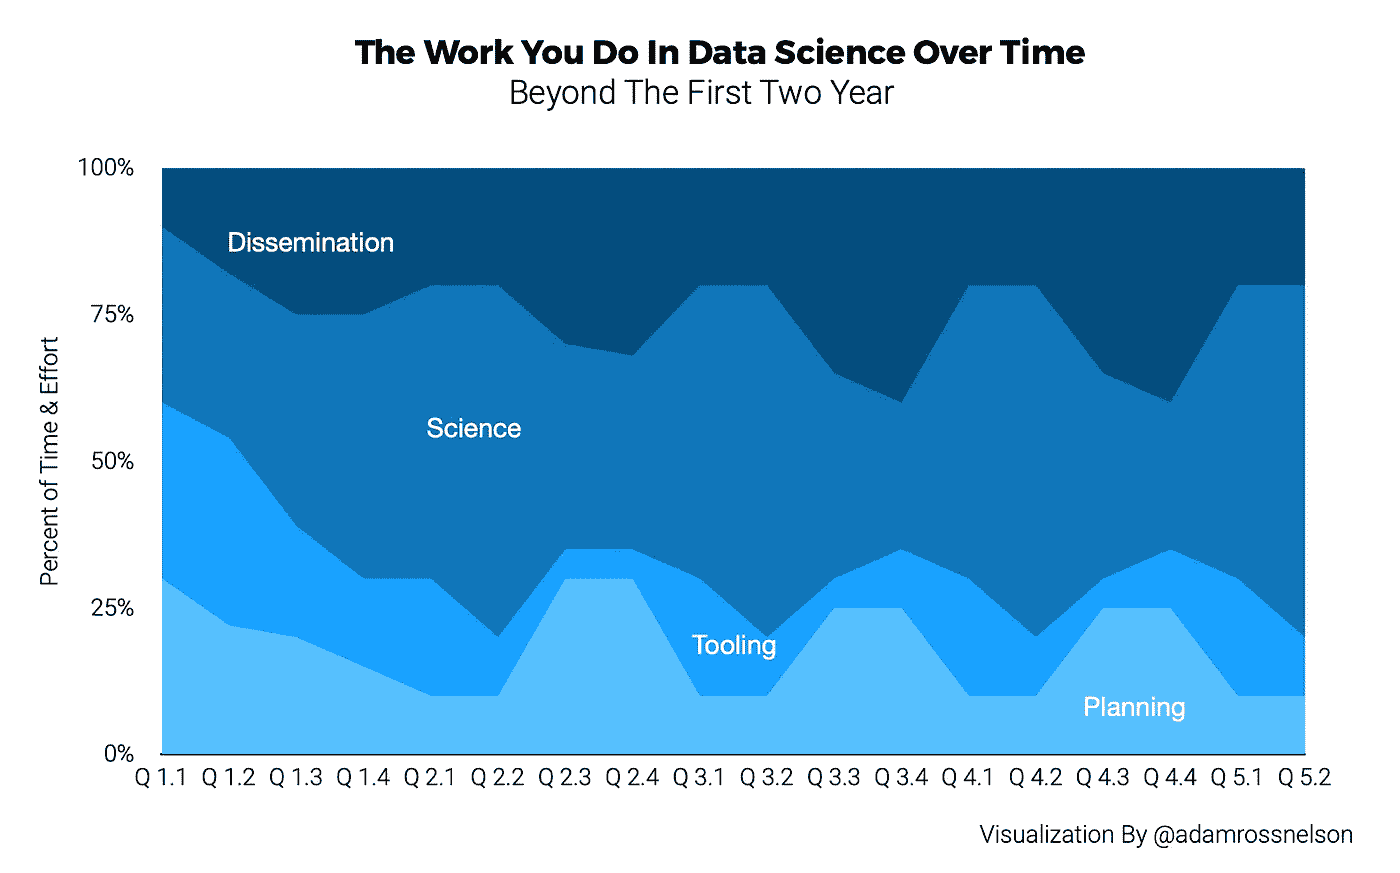 The Work You Do In Data Science Over Time
Beyond The First Two Year
100%
75%
50%
25%
0%
Percent of Time & Effort
Dissemination
Science
Tooling
Planning
Q 1.1 Q 1.2 Q 1.3 Q 1.4 Q 2.1 Q 2.2 Q 2.3 Q 2.4 Q 3.1 Q 3.2 Q 3.3 Q 3.4 Q 4.1 Q 4.2 Q 4.3 Q 4.4 Q 5.1 Q 5.2
Visualization By @adamrossnelson